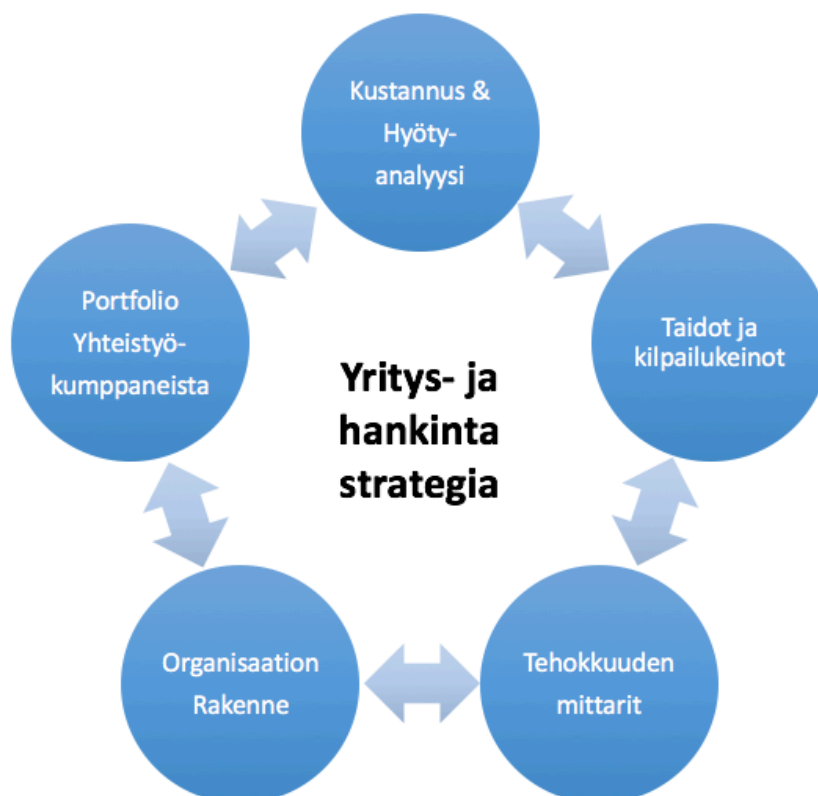 Kustannus &
Hyöty-
analyysi
Portfolio
Yhteistyö-
kumppaneista
Taidot ja
kilpailukeinot
Yritys- ja
hankinta
strategia
Organisaation
Rakenne
Tehokkuuden
mittarit